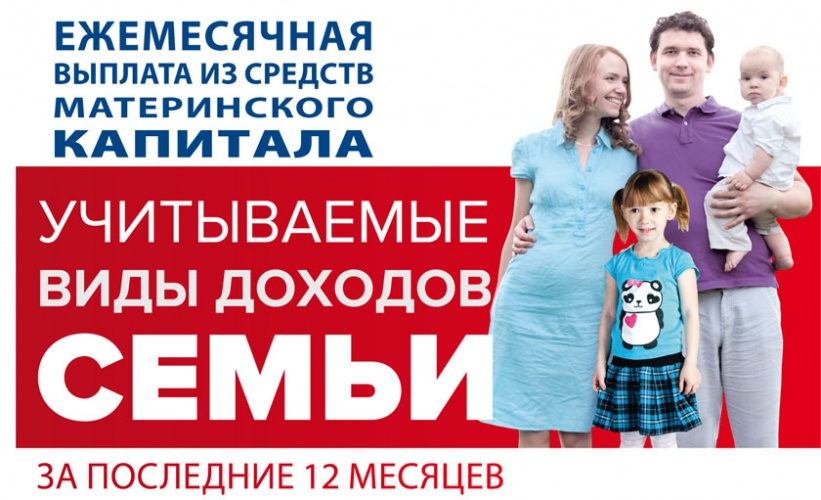 ЕЖЕМЕСЯЧНАЯ
ВЫПЛАТА ИЗ СРЕДСТВ
МАТЕРИНСКОГО
КАПИТАЛА
УЧИТЫВАЕМЫЕ
ВИДЫ ДОХОДОВ
СЕМЬИ
ЗА ПОСЛЕДНИЕ 12 МЕСЯЦЕВ